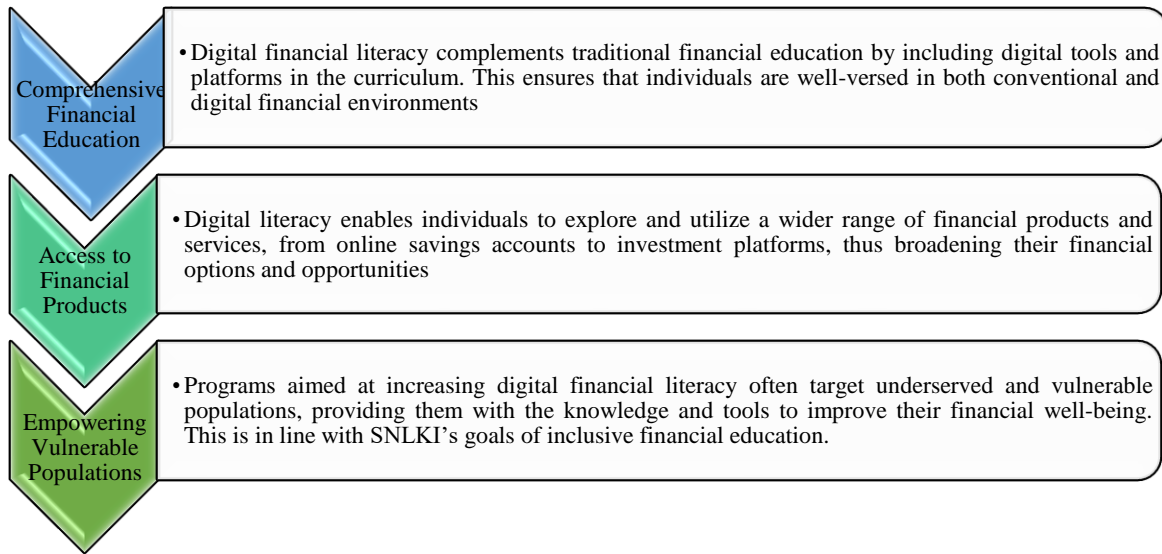 Comprehensive
Financial
Education
• Digital financial literacy complements traditional financial education by including digital tools and
platforms in the curriculum. This ensures that individuals are well-versed in both conventional and
digital financial environments
Access to
Financial
Products
• Digital literacy enables individuals to explore and utilize a wider range of financial products and
services, from online savings accounts to investment platforms, thus broadening their financial
options and opportunities
Empowering
Vulnerable
Populations
• Programs aimed at increasing digital financial literacy often target underserved and vulnerable
populations, providing them with the knowledge and tools to improve their financial well-being.
This is in line with SNLKI’s goals of inclusive financial education.